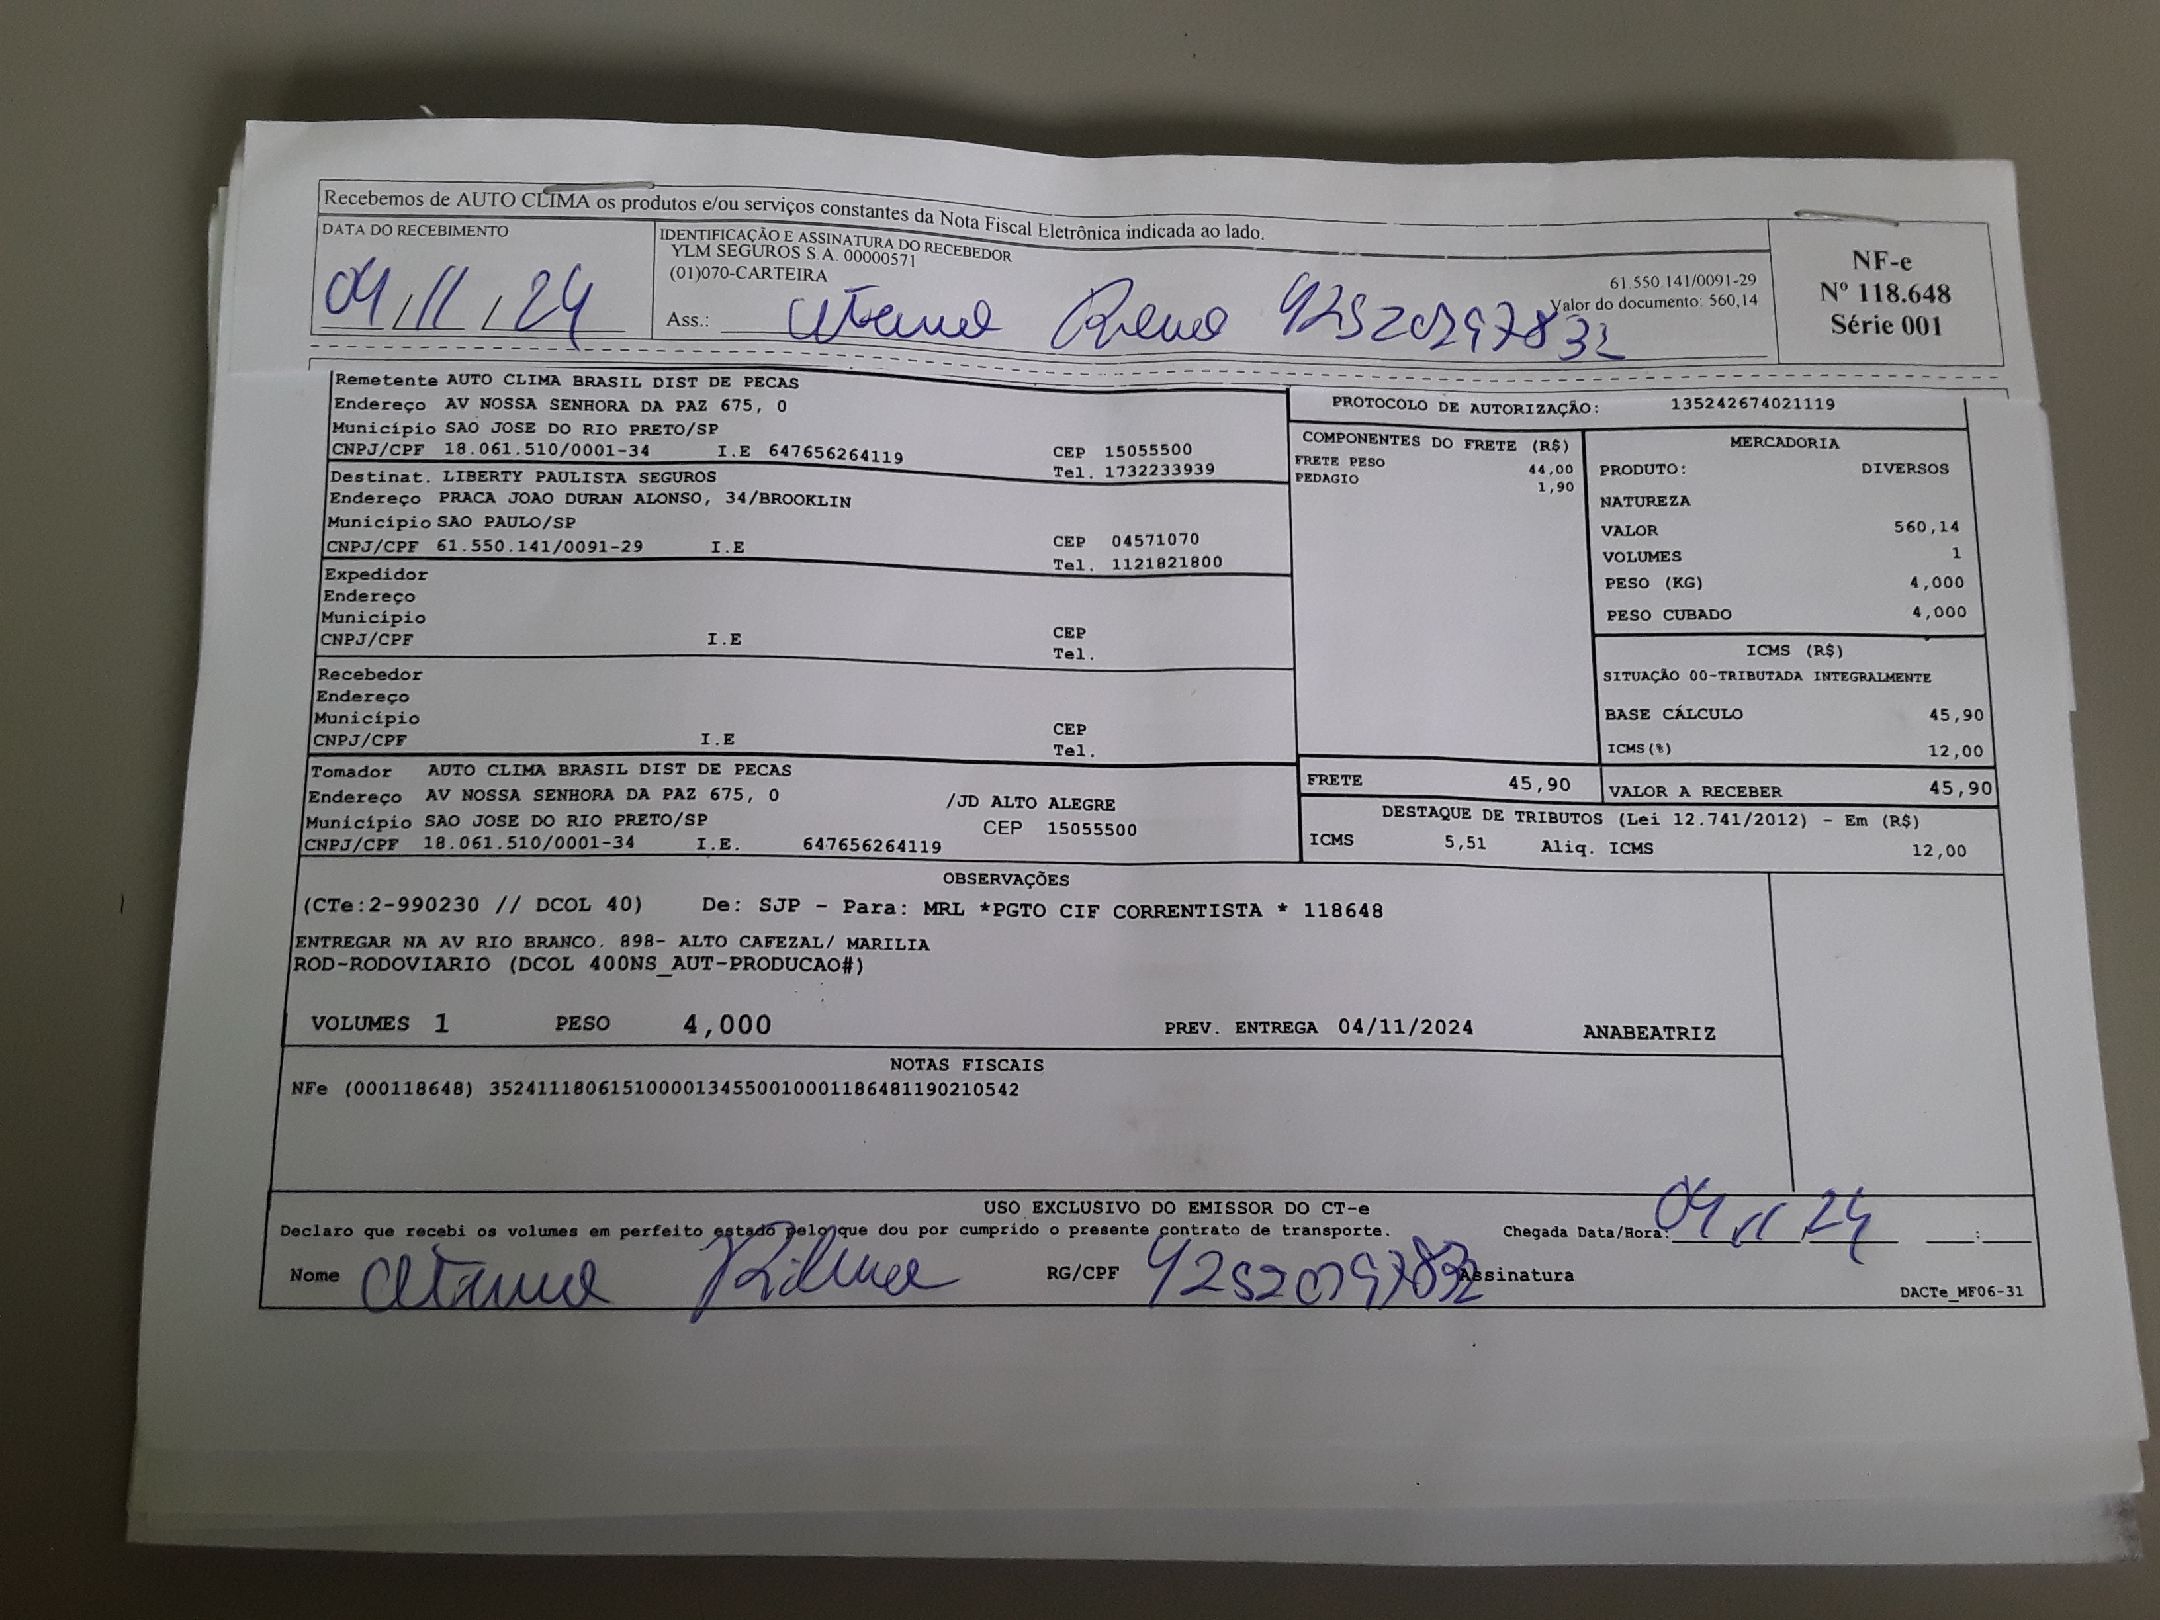 Recebemos de AUTO CLIMA os produtos e/ou serviços constantes da Nota Fiscal Eletrônica indicada ao lado.
DATA DO RECEBIMENTO
04/11/24
IDENTIFICAÇÃO E ASSINATURA DO RECEBEDOR
YLM SEGUROS S.A. 00000571
(01)070-CARTEIRA
61.550.141/0091-29
Valor do documento: 560,14
Ass.:
NF-e
Nº 118.648
Série 001
Remetente AUTO CLIMA BRASIL DIST DE PECAS
Endereço AV NOSSA SENHORA DA PAZ 675, 0
Município SAO JOSE DO RIO PRETO/SP
CNPJ/CPF 18.061.510/0001-34 I.E 647656264119
CEP 15055500
Tel. 1732233939
Destinat. LIBERTY PAULISTA SEGUROS
Endereço PRACA JOAO DURAN ALONSO, 34/BROOKLIN
Município SAO PAULO/SP
CNPJ/CPF 61.550.141/0091-29 I.E
CEP 04571070
Tel. 1121821800
Expedidor
Endereço
Município
CNPJ/CPF I.E
CEP
Tel.
Recebedor
Endereço
Município
CNPJ/CPF I.E
CEP
Tel.
Tomador AUTO CLIMA BRASIL DIST DE PECAS
Endereço AV NOSSA SENHORA DA PAZ 675, 0 /JD ALTO ALEGRE
Município SAO JOSE DO RIO PRETO/SP CEP 15055500
CNPJ/CPF 18.061.510/0001-34 I.E. 647656264119
PROTOCOLO DE AUTORIZAÇÃO: 135242674021119
COMPONENTES DO FRETE (R$)
FRETE PESO 44,00
PEDAGIO 1,90
MERCADORIA
PRODUTO: DIVERSOS
NATUREZA
VALOR 560,14
VOLUMES 1
PESO (KG) 4,000
PESO CUBADO 4,000
ICMS (R$)
SITUAÇÃO 00-TRIBUTADA INTEGRALMENTE
BASE CÁLCULO 45,90
ICMS(%) 12,00
FRETE 45,90
VALOR A RECEBER 45,90
DESTAQUE DE TRIBUTOS (Lei 12.741/2012) - Em (R$)
ICMS 5,51 Aliq. ICMS 12,00
OBSERVAÇÕES
(CTe:2-990230 // DCOL 40) De: SJP - Para: MRL *PGTO CIF CORRENTISTA * 118648
ENTREGAR NA AV RIO BRANCO. 898- ALTO CAFEZAL/ MARILIA
ROD-RODOVIARIO (DCOL 400NS_AUT-PRODUCAO#)
VOLUMES 1 PESO 4,000 PREV. ENTREGA 04/11/2024 ANABEATRIZ
NOTAS FISCAIS
NFe (000118648) 35241118061510000134550010001186481190210542
USO EXCLUSIVO DO EMISSOR DO CT-e
Declaro que recebi os volumes em perfeito estado pelo que dou por cumprido o presente contrato de transporte. Chegada Data/Hora: 04/11/24 :
Nome RG/CPF Assinatura
DACTe_MF06-31